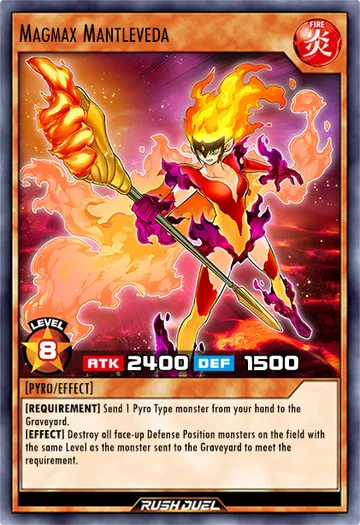 MAGMAX MANTLEVEDA
FIRE
炎
LEVEL
8
ATK 2400 DEF 1500
[PYRO/EFFECT]
[REQUIREMENT] Send 1 Pyro Type monster from your hand to the
Graveyard.
[EFFECT] Destroy all face-up Defense Position monsters on the field with
the same Level as the monster sent to the Graveyard to meet the
requirement.
RUSH DUEL